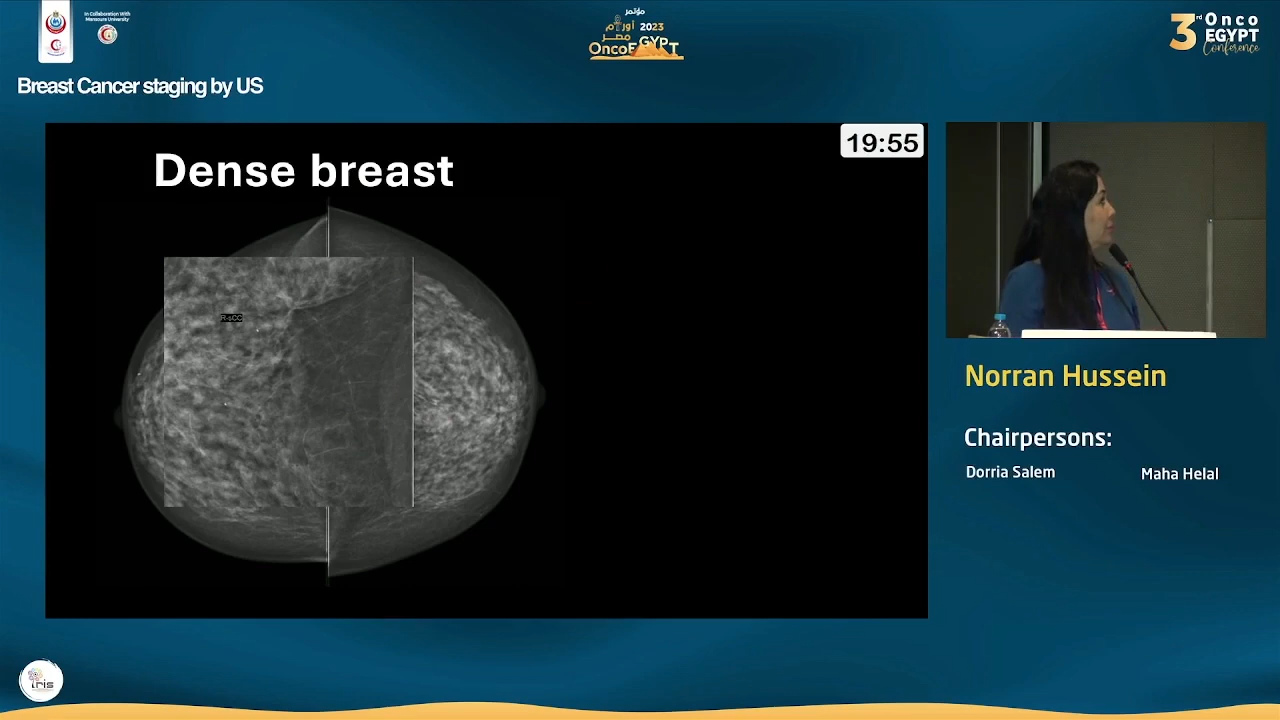 In Collaboration With
Mansoura University
مؤتمر
أورام 2023
مصر
OncoEGYPT
3rd Onco
EGYPT
Conference
Breast Cancer staging by US
19:55
Dense breast
R-sCC
Norran Hussein
Chairpersons:
Dorria Salem
Maha Helal
iris